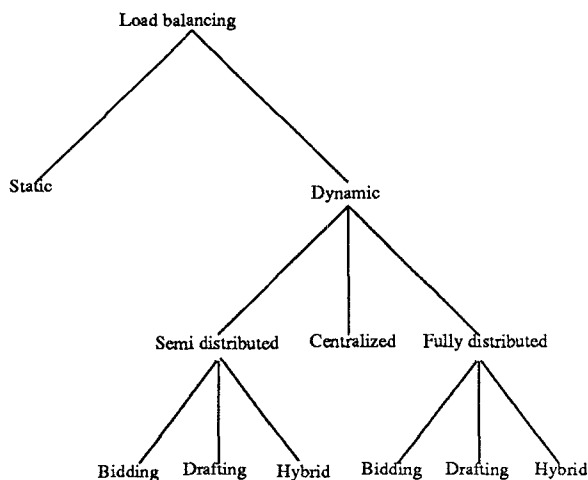 Load balancing
Static
Dynamic
Semi distributed Centralized Fully distributed
Bidding Drafting Hybrid Bidding Drafting Hybrid